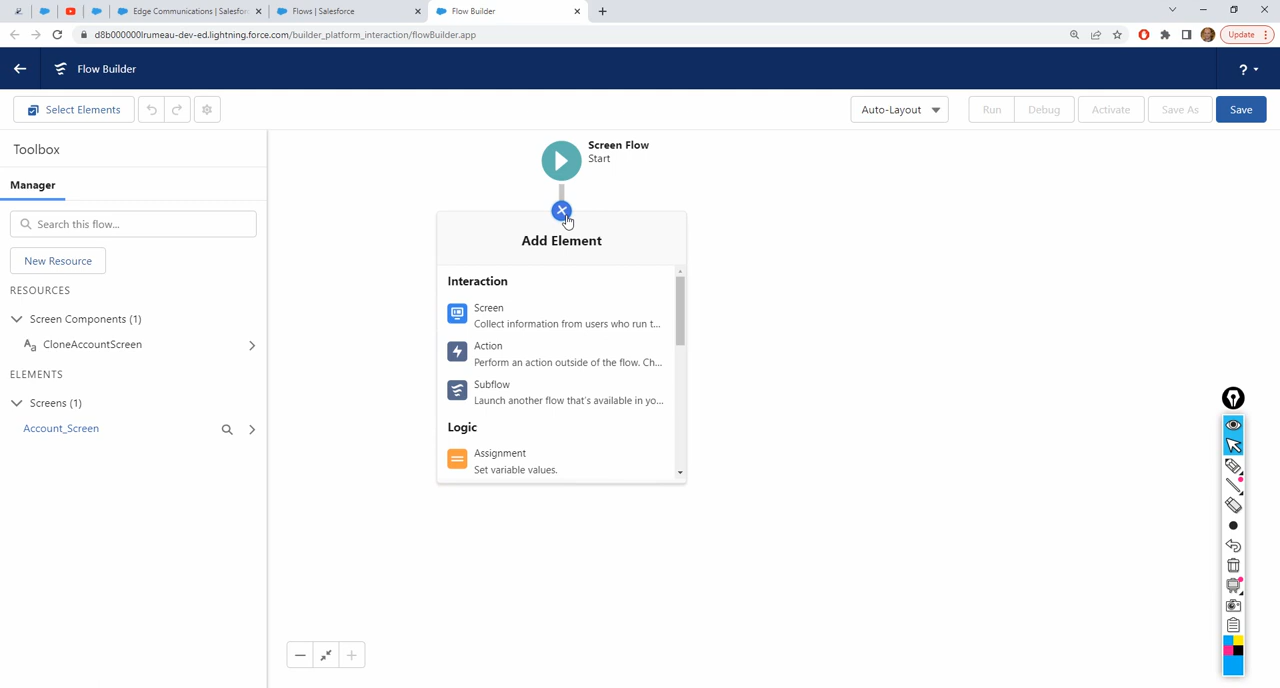 Edge Communications | Salesfor
Flows | Salesforce
Flow Builder
d8b000000lrumeau-dev-ed.lightning.force.com/builder_platform_interaction/flowBuilder.app
Update
Flow Builder
?
Select Elements
Auto-Layout
Run
Debug
Activate
Save As
Save
Toolbox
Manager
Search this flow...
New Resource
RESOURCES
Screen Components (1)
Aa CloneAccountScreen
ELEMENTS
Screens (1)
Account_Screen
Screen Flow
Start
Add Element
Interaction
Screen
Collect information from users who run t...
Action
Perform an action outside of the flow. Ch...
Subflow
Launch another flow that's available in yo...
Logic
Assignment
Set variable values.